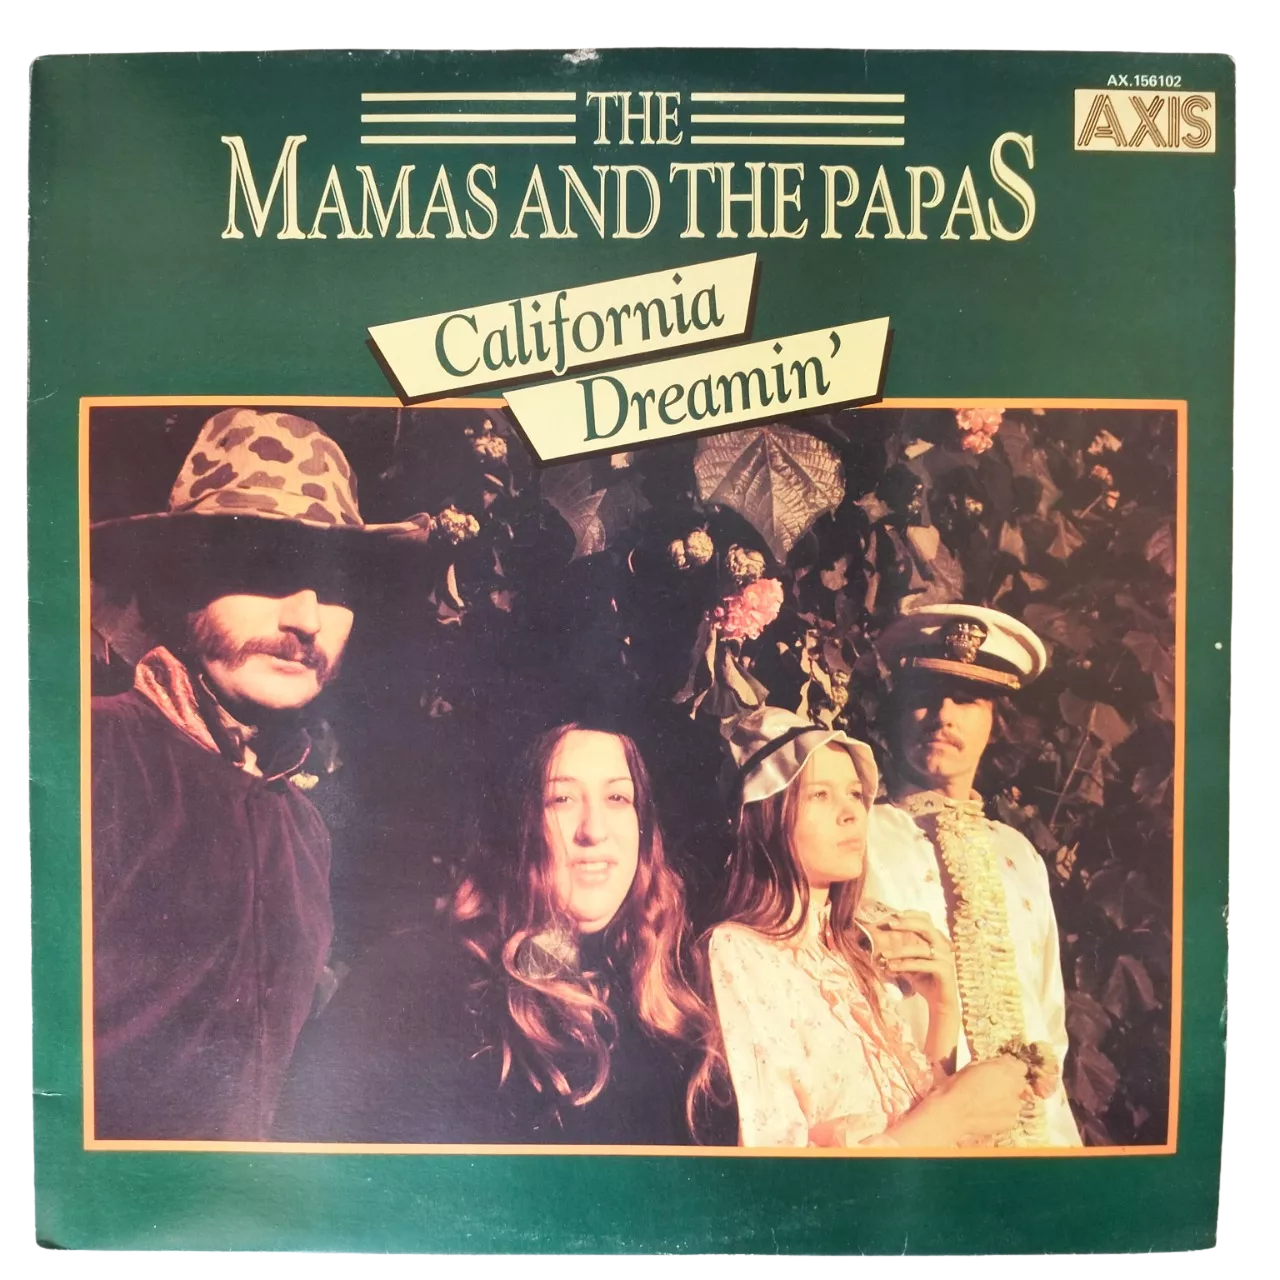 AX.156102
AXIS
THE
MAMAS AND THE PAPAS
California
Dreamin'